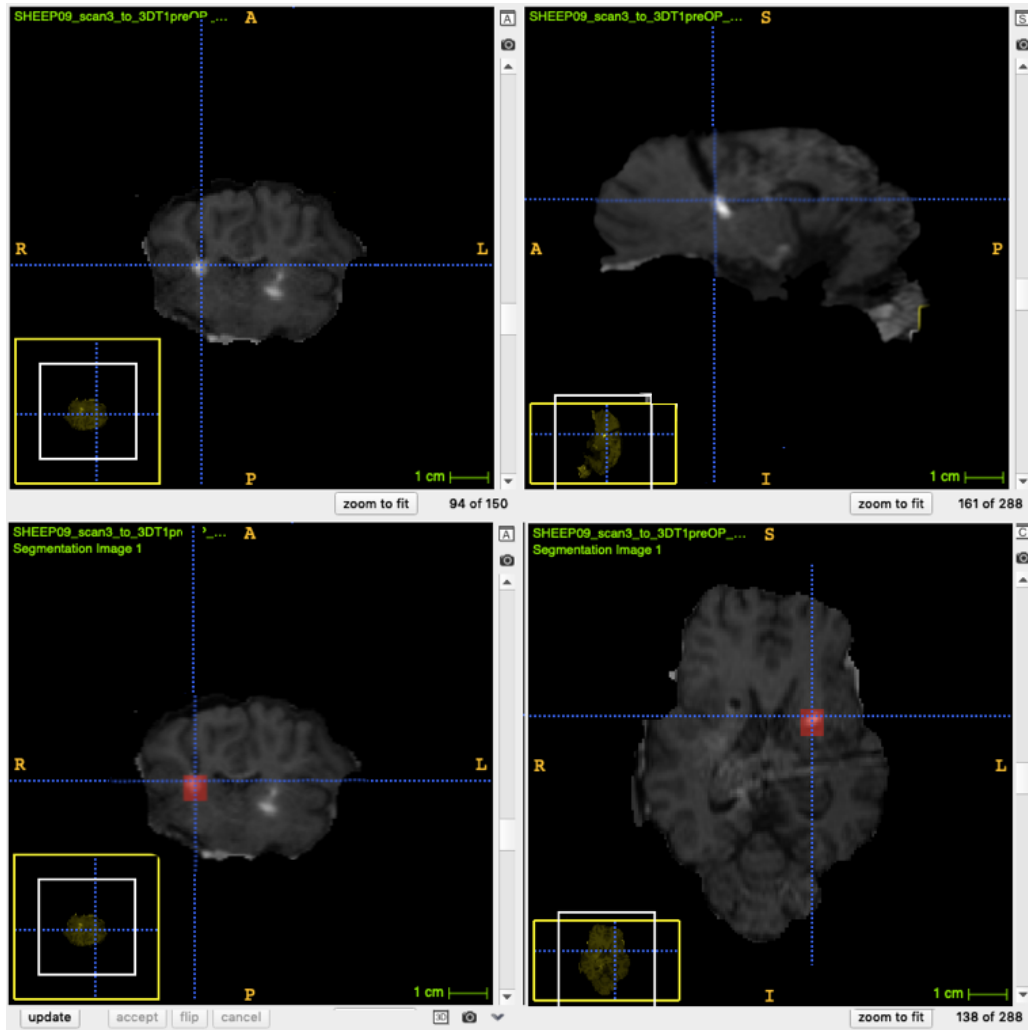 SHEEP09_scan3_to_3DT1preOP_... A
A
R L
P
1 cm
zoom to fit 94 of 150
SHEEP09_scan3_to_3DT1preOP_... S
S
A P
I
1 cm
zoom to fit 161 of 288
SHEEP09_scan3_to_3DT1pre P_... A
A
Segmentation Image 1
R L
P
1 cm
update accept flip cancel 3D
SHEEP09_scan3_to_3DT1preOP_... S
C
Segmentation Image 1
R L
I
1 cm
zoom to fit 138 of 288